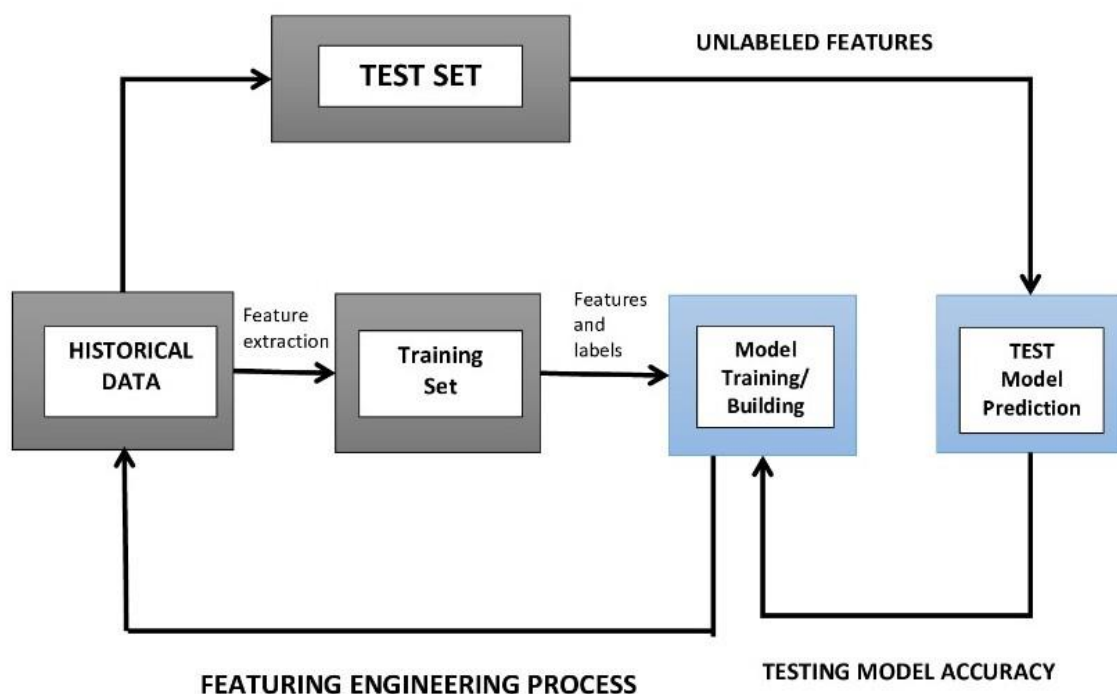 UNLABELED FEATURES
TEST SET
HISTORICAL
DATA
Feature
extraction
Training
Set
Features
and
labels
Model
Training/
Building
TEST
Model
Prediction
FEATURING ENGINEERING PROCESS
TESTING MODEL ACCURACY